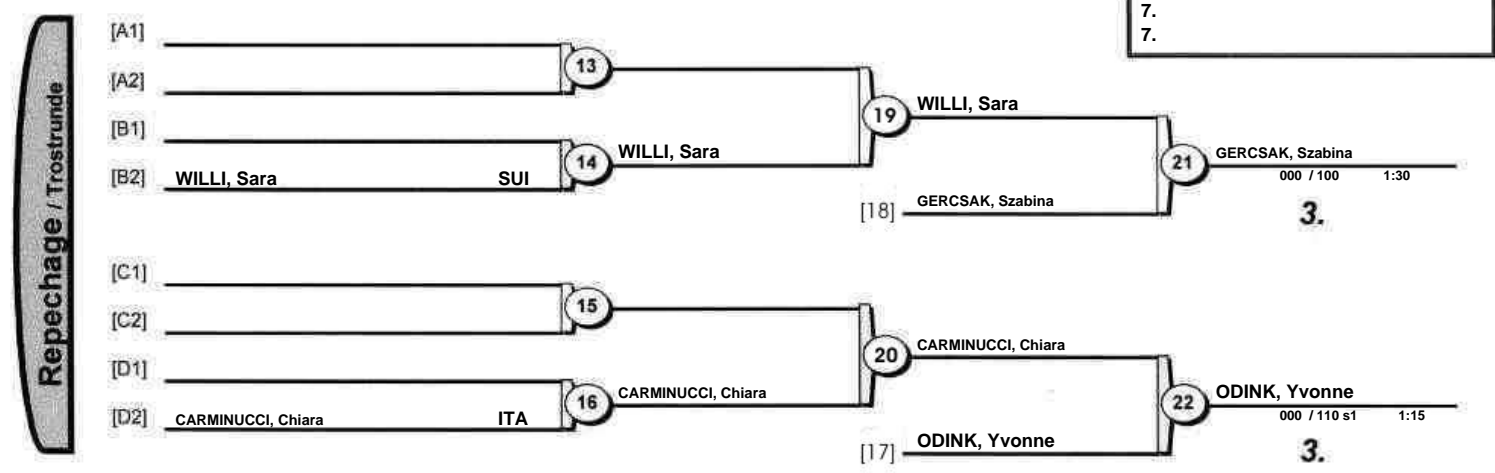 7.
7.
Repechage / Trostrunde
[A1]
13
[A2]
19
WILLI, Sara
[B1]
14
WILLI, Sara
[B2]
WILLI, Sara SUI
21
GERCSAK, Szabina
000 / 100 1:30
[18]
GERCSAK, Szabina
3.
[C1]
15
[C2]
20
CARMINUCCI, Chiara
[D1]
16
CARMINUCCI, Chiara
[D2]
CARMINUCCI, Chiara ITA
22
ODINK, Yvonne
000 / 110 s1 1:15
[17]
ODINK, Yvonne
3.